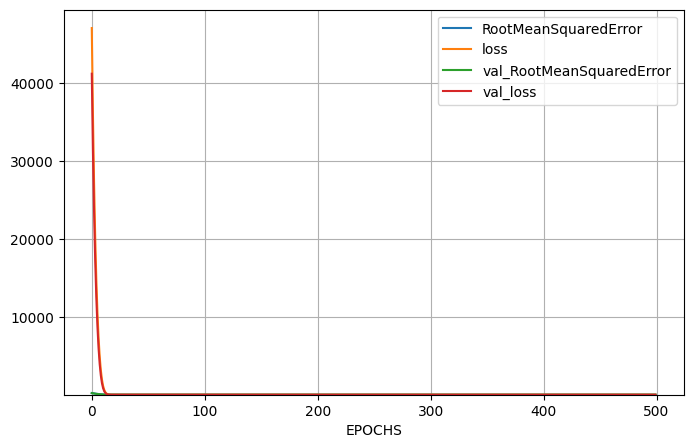 RootMeanSquaredError
loss
val_RootMeanSquaredError
val_loss
40000
30000
20000
10000
0 100 200 300 400 500
EPOCHS